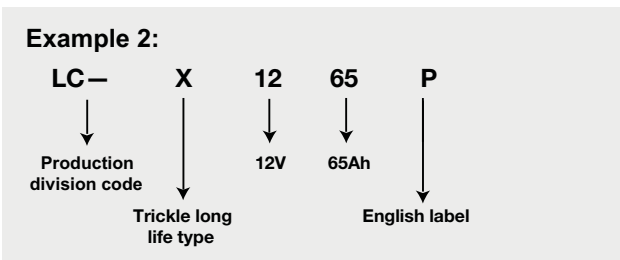 Example 2:
LC— X 12 65 P
Production
division code
12V
65Ah
Trickle long
life type
English label